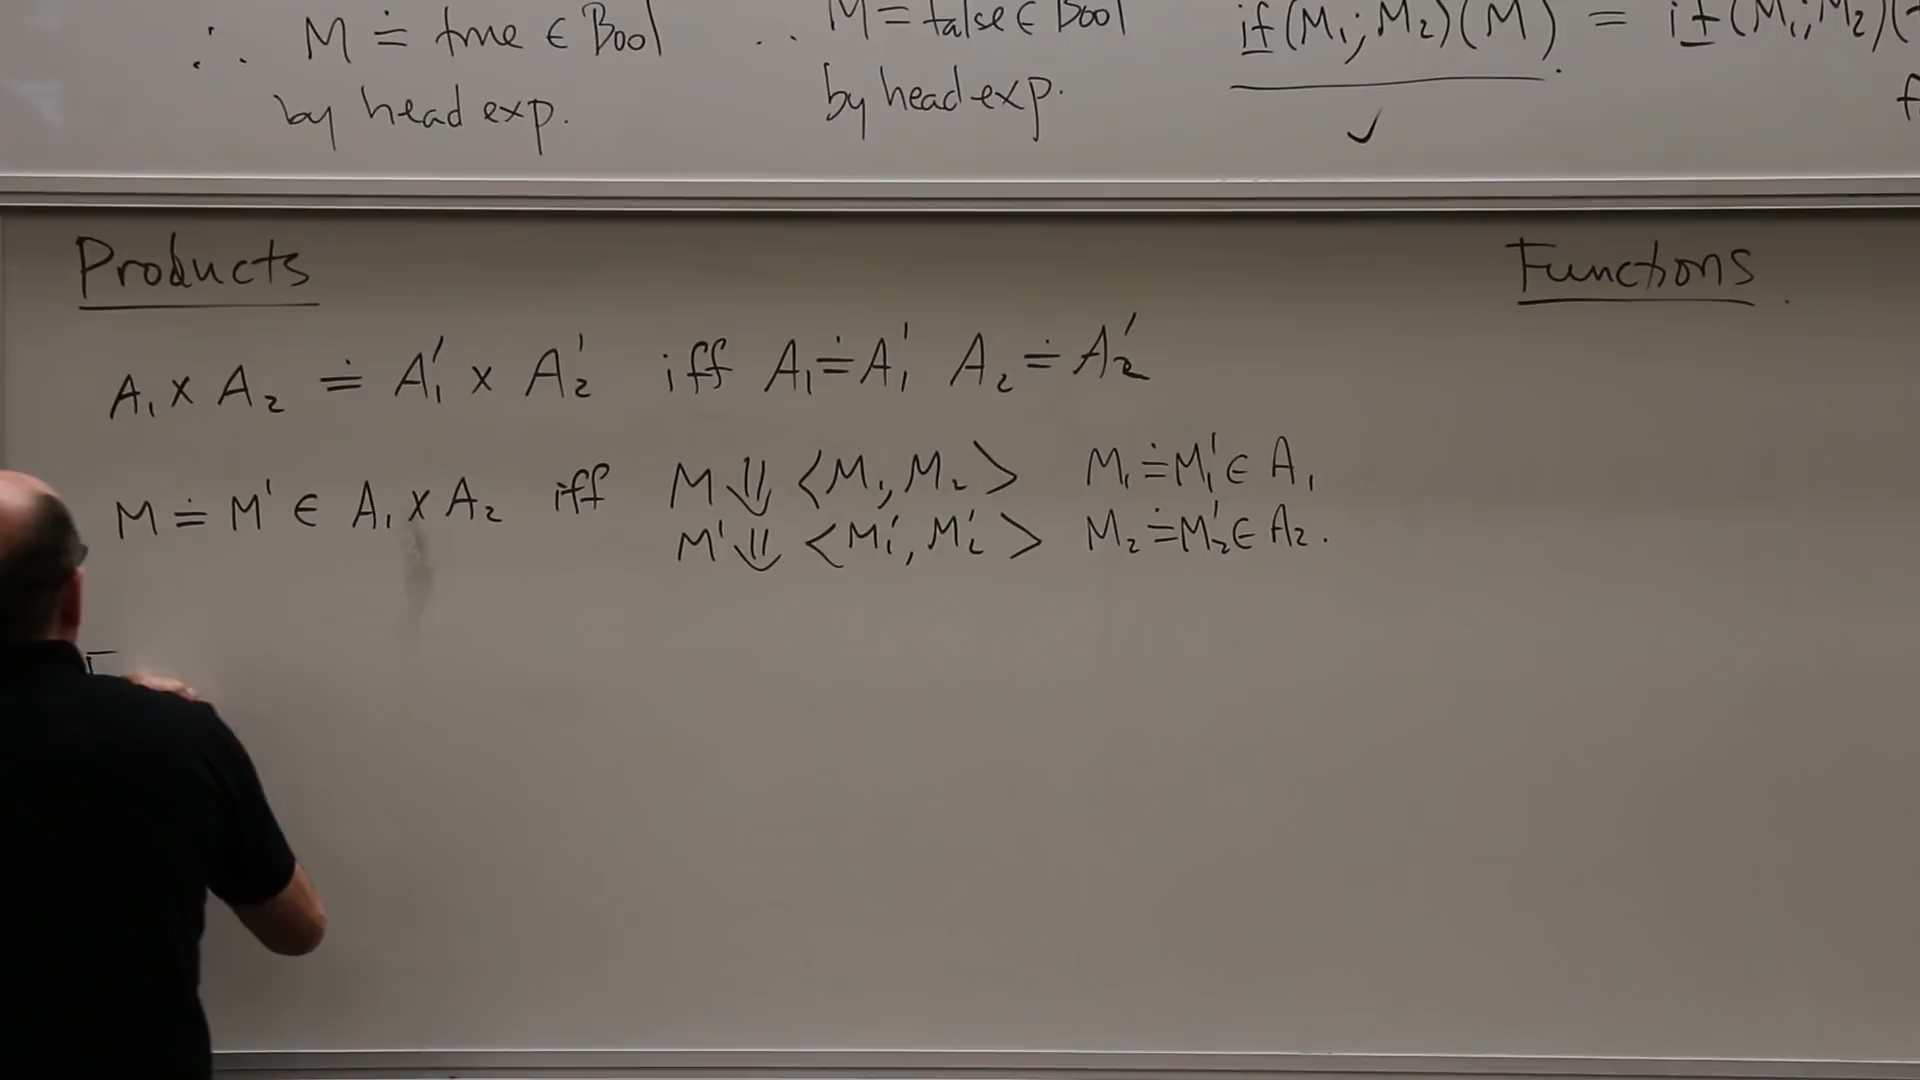 ∴ M ≐ true ∈ Bool
by head exp.
∴ M = false ∈ Bool
by head exp.
if(M₁; M₂)(M) = if(M₁; M₂)(
✓
Products
A₁ × A₂ ≐ A₁' × A₂' iff A₁ ≐ A₁' A₂ ≐ A₂'
M ≐ M' ∈ A₁ × A₂ iff M ⇓ <M₁, M₂> M₁ ≐ M₁' ∈ A₁
M' ⇓ <M₁', M₂'> M₂ ≐ M₂' ∈ A₂.
Functions